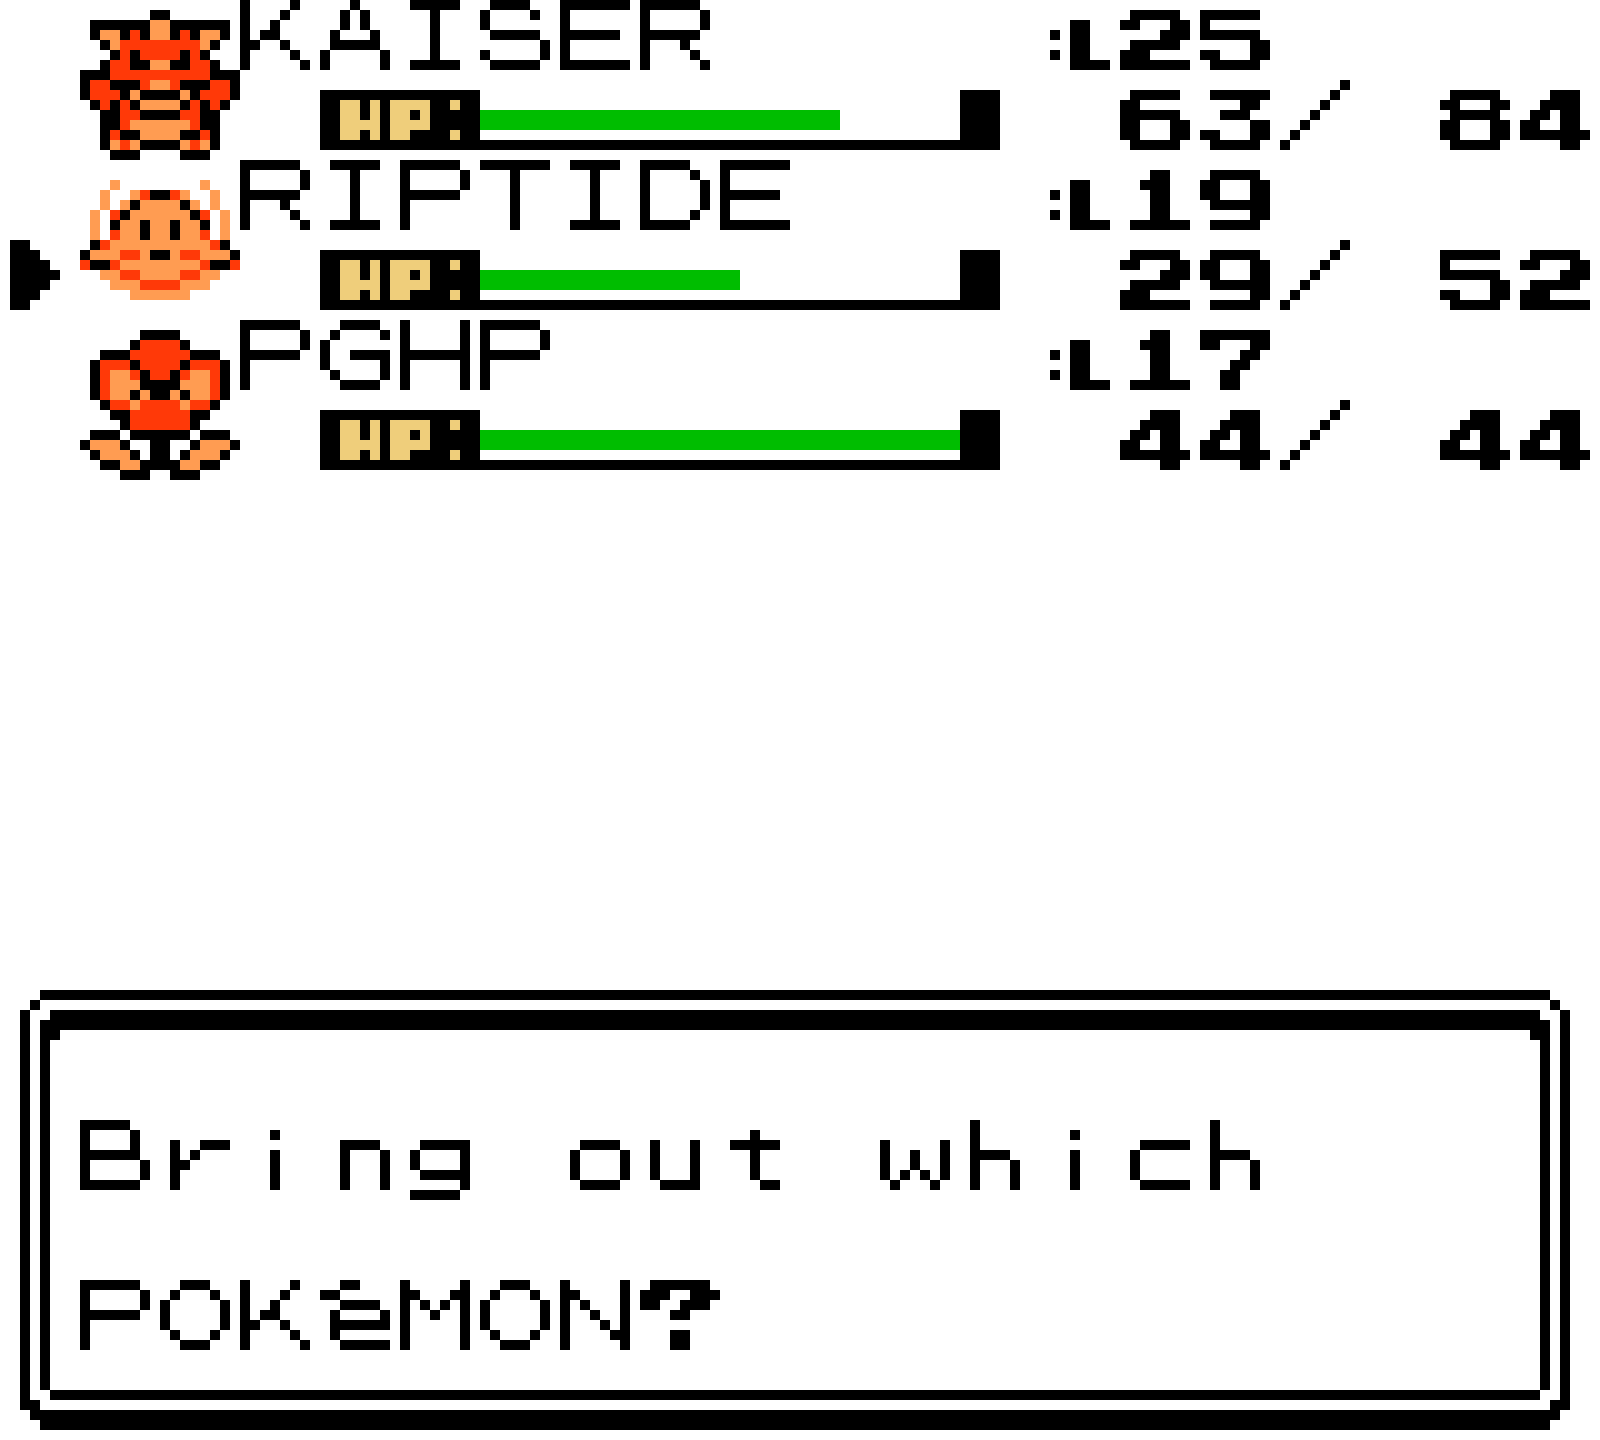 KAISER :L25
HP: 63/ 84
RIPTIDE :L19
HP: 29/ 52
PGHP :L17
HP: 44/ 44
Bring out which
POKéMON?